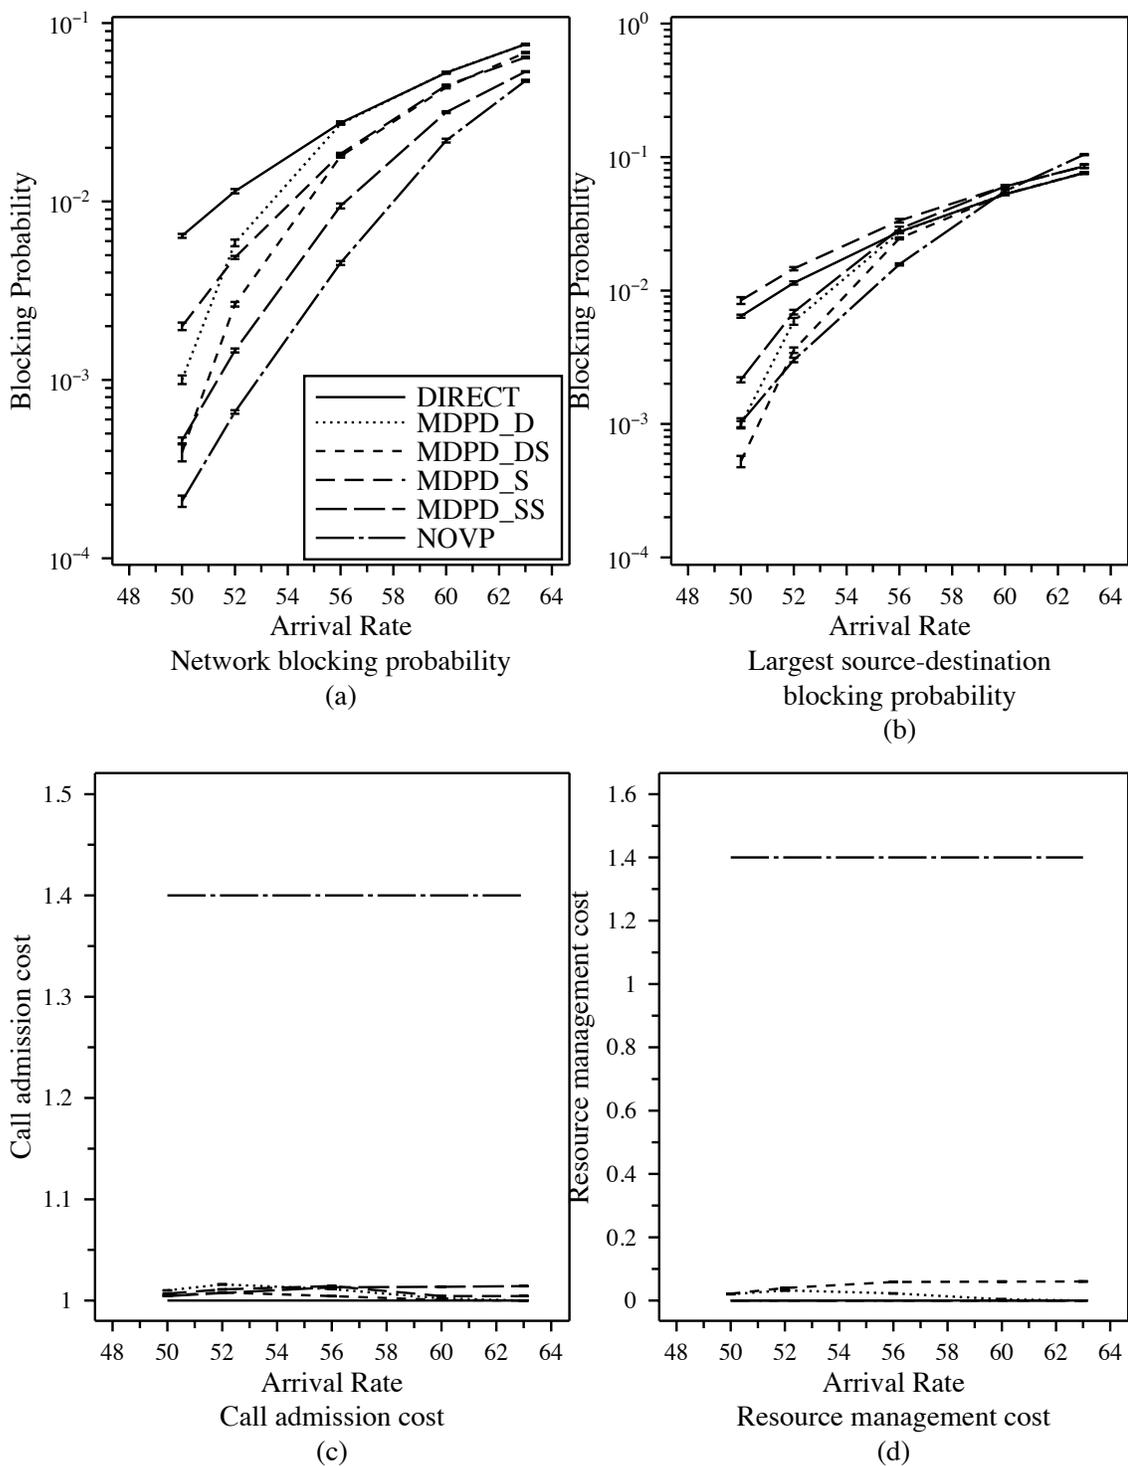 Blocking Probability
10⁻¹
10⁻²
10⁻³
10⁻⁴
DIRECT
MDPD_D
MDPD_DS
MDPD_S
MDPD_SS
NOVP
48 50 52 54 56 58 60 62 64
Arrival Rate
Network blocking probability
(a)
Blocking Probability
10⁰
10⁻¹
10⁻²
10⁻³
10⁻⁴
48 50 52 54 56 58 60 62 64
Arrival Rate
Largest source-destination
blocking probability
(b)
Call admission cost
1.5
1.4
1.3
1.2
1.1
1
48 50 52 54 56 58 60 62 64
Arrival Rate
Call admission cost
(c)
Resource management cost
1.6
1.4
1.2
1
0.8
0.6
0.4
0.2
0
48 50 52 54 56 58 60 62 64
Arrival Rate
Resource management cost
(d)